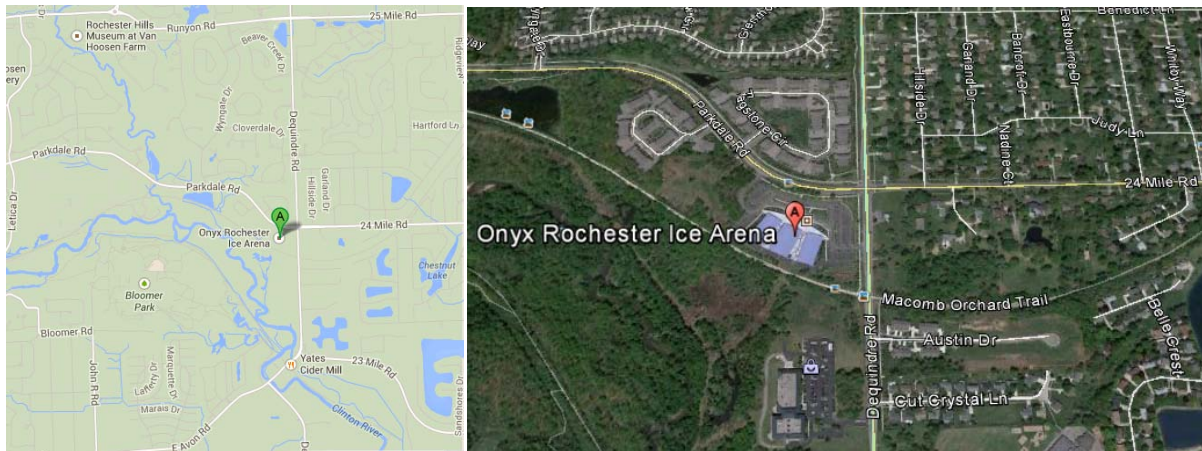 25 Mile Rd
Rochester Hills
Museum at Van
Hoosen Farm
Runyon Rd
Beaver Creek Dr
Ridgeview
Wyngate Dr
Dequindre Rd
Cloverdale Dr
Hartford Ln
Parkdale Rd
Parkdale Rd
Garland Dr
Hillside Dr
Letica Dr
A
24 Mile Rd
Onyx Rochester
Ice Arena
Chestnut
Lake
Bloomer
Park
Bloomer Rd
John R Rd
Lafferty Dr
Marquette Dr
Marais Dr
Yates
Cider Mill
23 Mile Rd
Sandshores Dr
Clinton River
E Avon Rd
Benedict Ln
Parkdale Rd
Hillside Dr
Garland Dr
Bancroft Dr
Eastbourne Dr
Whitby Way
Judy Ln
Nadine Ct
24 Mile Rd
A
Onyx Rochester Ice Arena
Macomb Orchard Trail
Dequindre Rd
Austin Dr
Belle Crest
Cut Crystal Ln